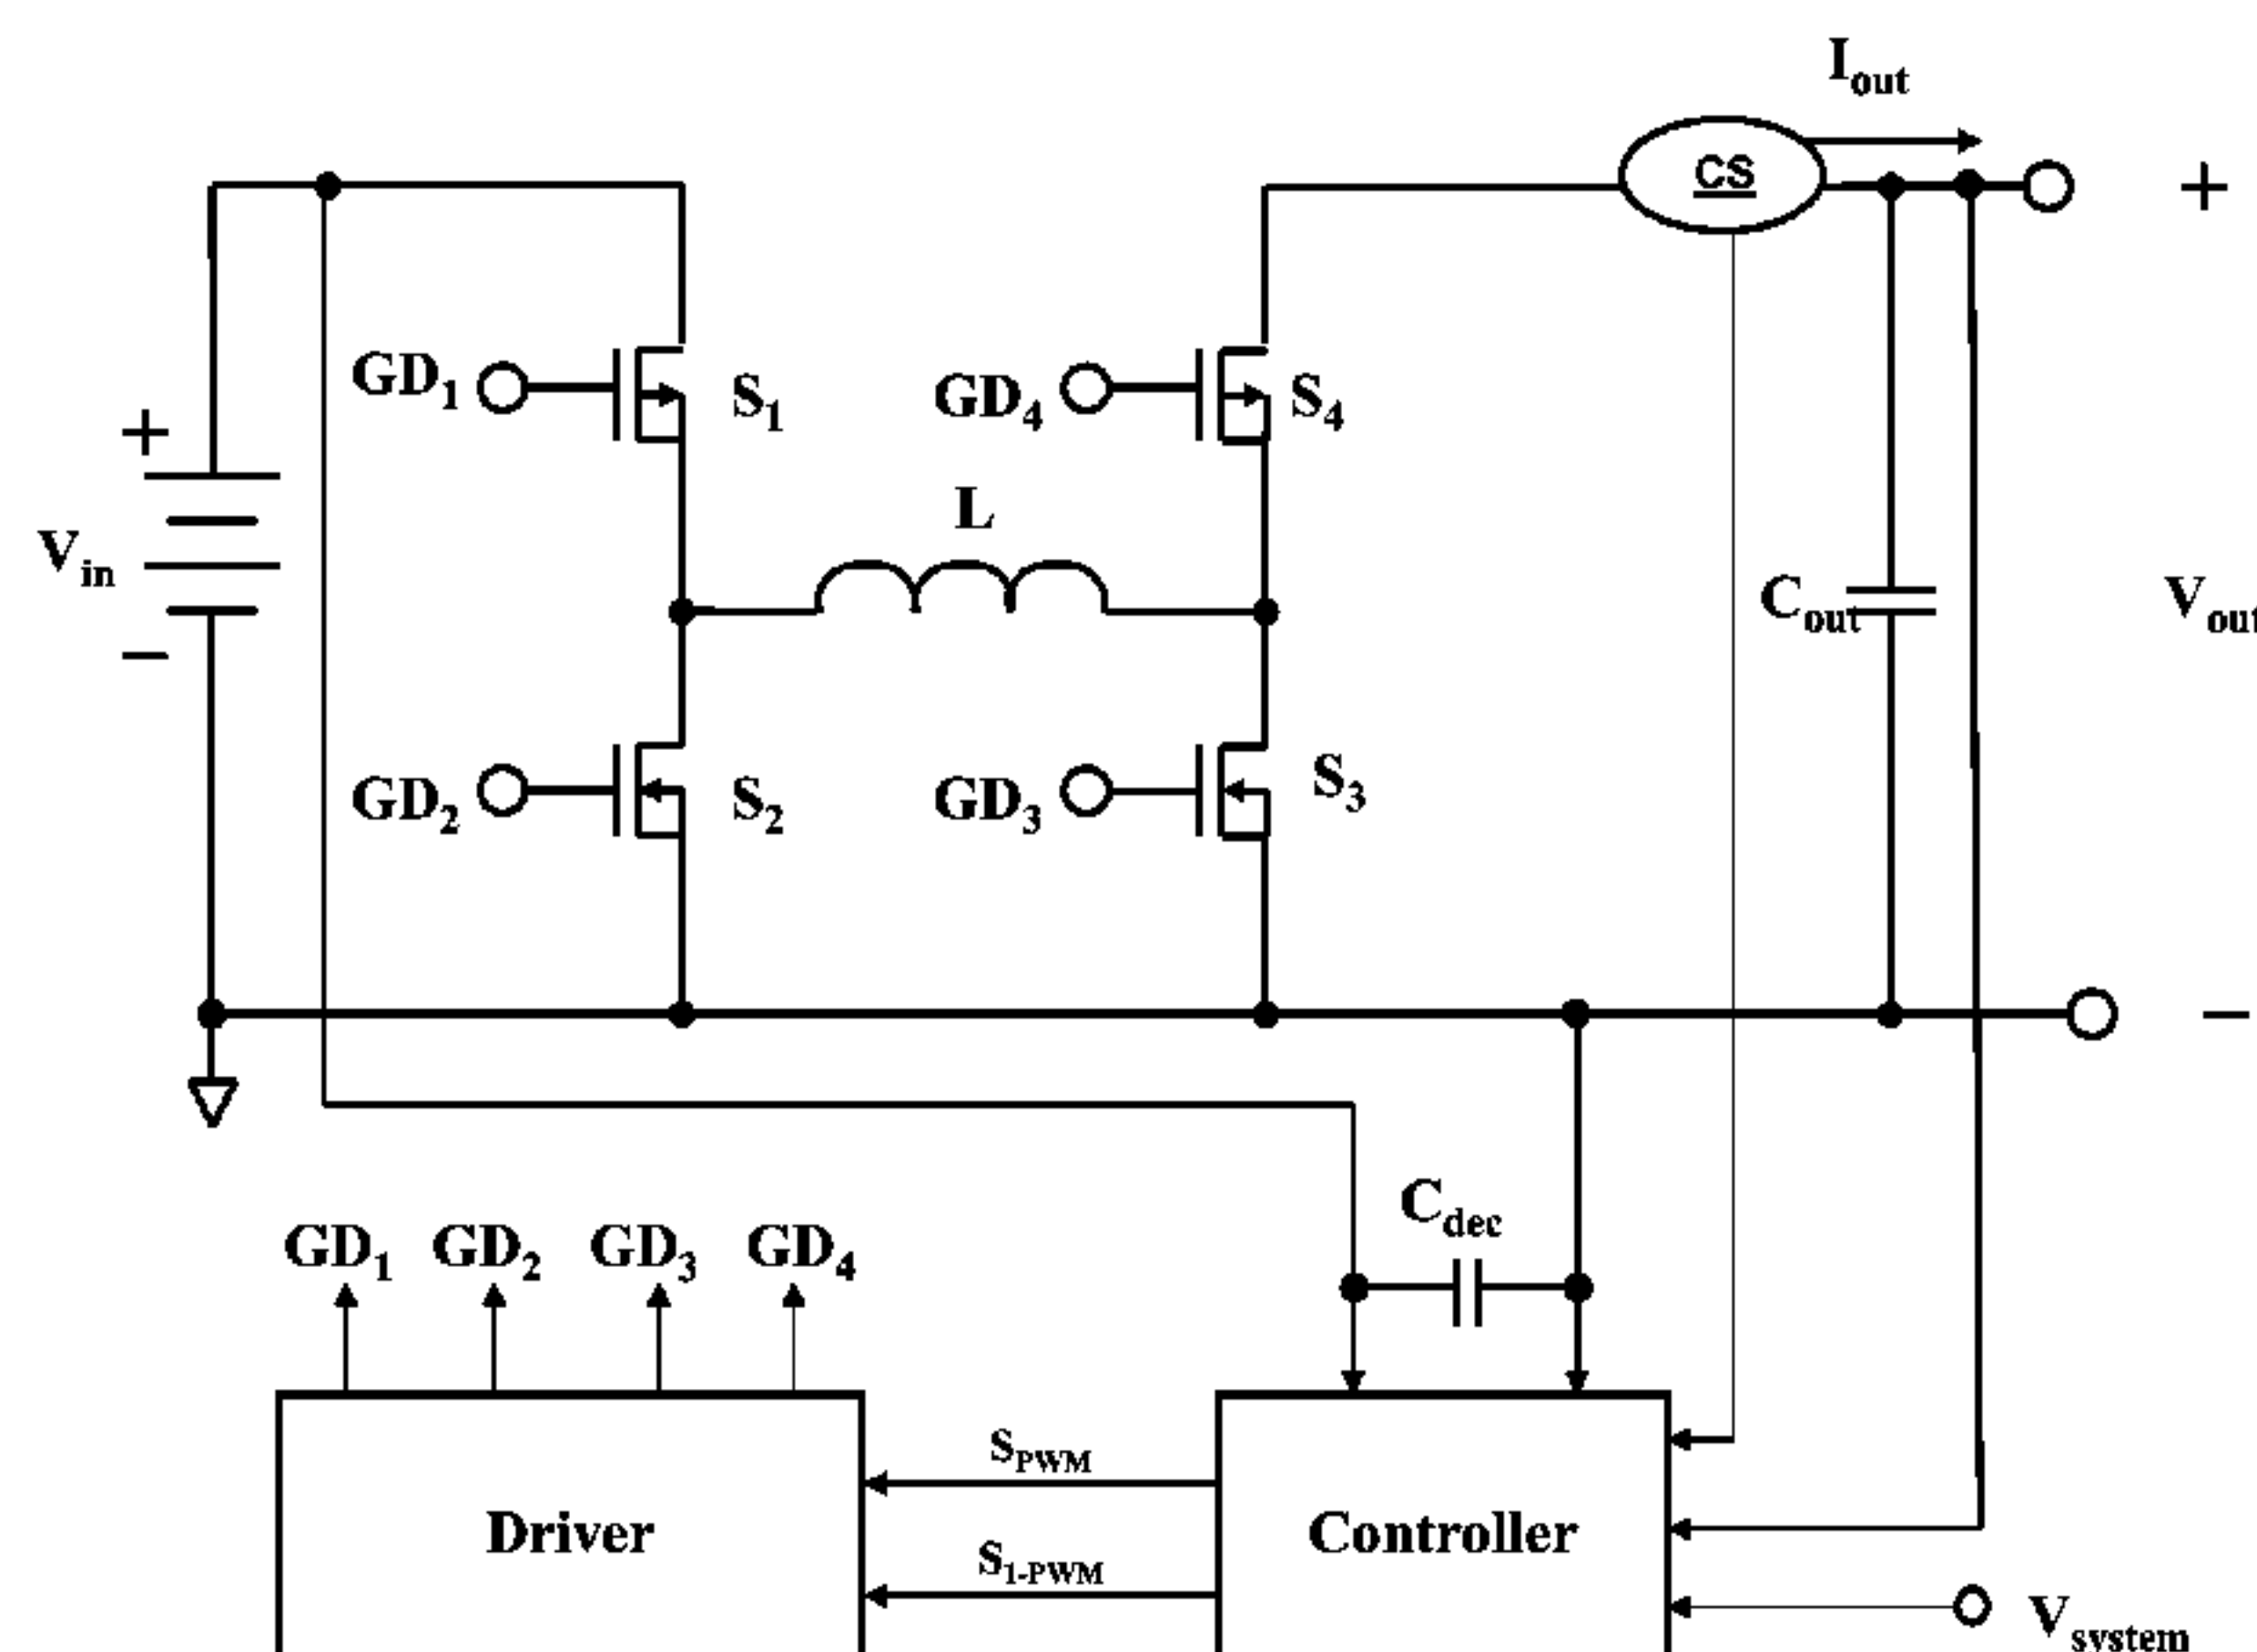 I_out
CS
+
GD_1
S_1
GD_4
S_4
+
L
V_in
C_out
V_out
−
GD_2
S_2
GD_3
S_3
−
C_dec
GD_1 GD_2 GD_3 GD_4
S_PWM
Driver
Controller
S_1-PWM
V_system